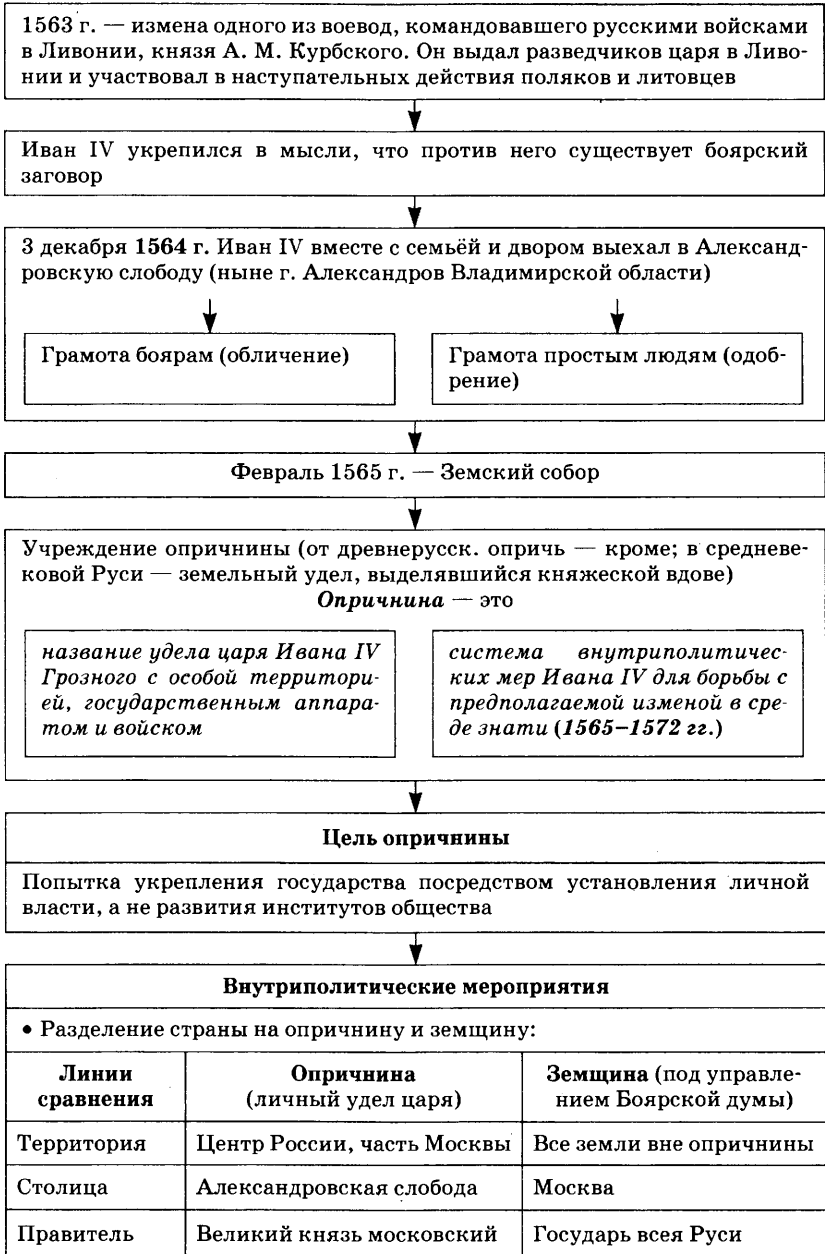 1563 г. — измена одного из воевод, командовавшего русскими войсками
в Ливонии, князя А. М. Курбского. Он выдал разведчиков царя в Ливо-
нии и участвовал в наступательных действия поляков и литовцев
Иван IV укрепился в мысли, что против него существует боярский
заговор
3 декабря 1564 г. Иван IV вместе с семьёй и двором выехал в Александ-
ровскую слободу (ныне г. Александров Владимирской области)
Грамота боярам (обличение)
Грамота простым людям (одоб-
рение)
Февраль 1565 г. — Земский собор
Учреждение опричнины (от древнерусск. опричь — кроме; в средневе-
ковой Руси — земельный удел, выделявшийся княжеской вдове)
Опричнина — это
название удела царя Ивана IV
Грозного с особой территори-
ей, государственным аппара-
том и войском
система внутриполитичес-
ких мер Ивана IV для борьбы с
предполагаемой изменой в сре-
де знати (1565–1572 гг.)
Цель опричнины
Попытка укрепления государства посредством установления личной
власти, а не развития институтов общества
Внутриполитические мероприятия
• Разделение страны на опричнину и земщину:
Линии
сравнения
Опричнина
(личный удел царя)
Земщина (под управле-
нием Боярской думы)
Территория
Центр России, часть Москвы
Все земли вне опричнины
Столица
Александровская слобода
Москва
Правитель
Великий князь московский
Государь всея Руси